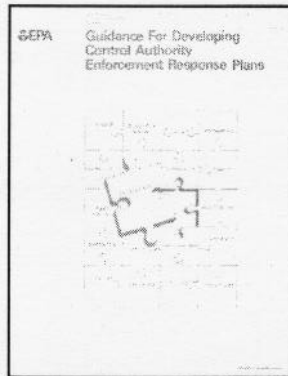 EPA
Guidance For Developing
Control Authority
Enforcement Response Plans